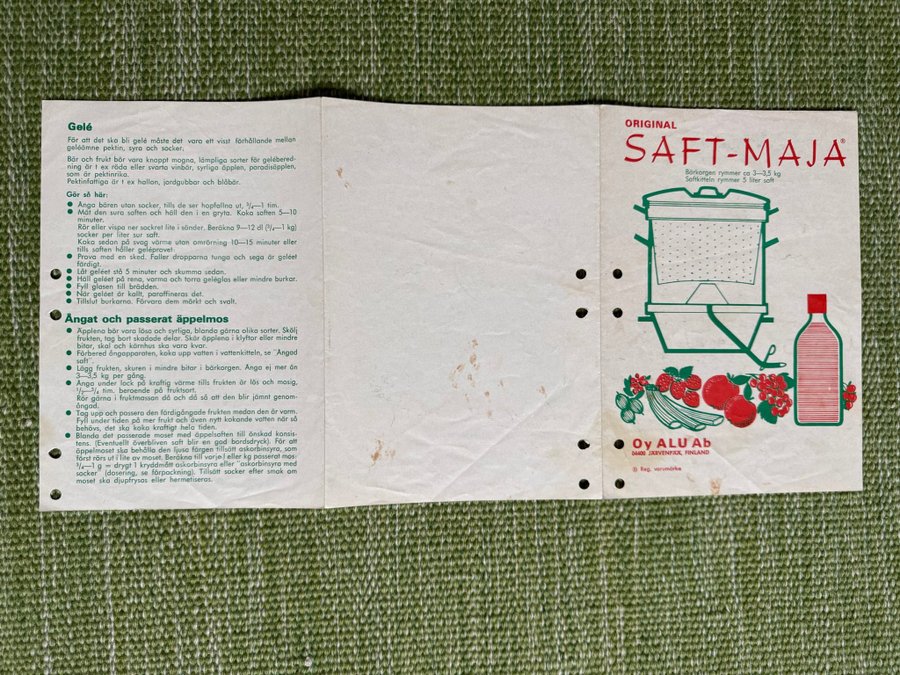 Gelé
För att det ska bli gelé måste det vara ett visst förhållande mellan
geléämne pektin, syra och socker.
Bär och frukt bör vara knappt mogna, lämpliga sorter för gelébered-
ning är t ex röda eller svarta vinbär, syrliga äpplen, paradisäpplen,
som är pektinrika.
Pektinfattiga är t ex hallon, jordgubbar och blåbär.
Gör så här:
● Ånga bären utan socker, tills de ser hopfallna ut, ³/₄—1 tim.
● Mät den sura saften och häll den i en gryta. Koka saften 5—10
minuter.
Rör eller vispa ner sockret lite i sänder. Beräkna 9—12 dl (³/₄—1 kg)
socker per liter sur saft.
Koka sedan på svag värme utan omrörning 10—15 minuter eller
tills saften håller geléprovet.
● Prova med en sked. Faller dropparna tunga och sega är geléet
färdigt.
● Låt geléet stå 5 minuter och skumma sedan.
● Häll geléet på rena, varma och torra geléglas eller mindre burkar.
● Fyll glasen till brädden.
● När geléet är kallt, paraffineras det.
● Tillslut burkarna. Förvara dem mörkt och svalt.
Ångat och passerat äppelmos
● Äpplena bör vara lösa och syrliga, blanda gärna olika sorter. Skölj
frukten, tag bort skadade delar. Skär äpplena i klyftor eller mindre
bitar, skal och kärnhus ska vara kvar.
● Förbered ångapparaten, koka upp vatten i vattenkitteln, se "Ångad
saft".
● Lägg frukten, skuren i mindre bitar i bärkorgen. Ånga ej mer än
3—3,5 kg per gång.
● Ånga under lock på kraftig värme tills frukten är lös och mosig,
¹/₂—³/₄ tim. beroende på fruktsort.
Rör gärna i fruktmassan då och då så att den blir jämnt genom-
ångad.
● Tag upp och passera den färdigångade frukten medan den är varm.
Fyll under tiden på mer frukt och även nytt kokande vatten när så
behövs, det ska koka kraftigt hela tiden.
● Blanda det passerade moset med äppelsaften till önskad konsis-
tens. (Eventuellt överbliven saft blir en god bordsdryck). För att
äppelmoset ska behålla den ljusa färgen tillsätt askorbinsyra, som
först rörs ut i lite av moset. Beräkna till varje l eller kg passerat mos
³/₄—1 g = drygt 1 kryddmått askorbinsyra eller "askorbinsyra med
socker" (dosering, se förpackning). Tillsätt socker efter smak om
moset ska djupfrysas eller hermetiseras.
ORIGINAL
SAFT-MAJA®
Bärkorgen rymmer ca 3—3,5 kg
Saftkitteln rymmer 5 liter saft
Oy ALU Ab
04400 JÄRVENPÄÄ, FINLAND
® Reg. varumärke